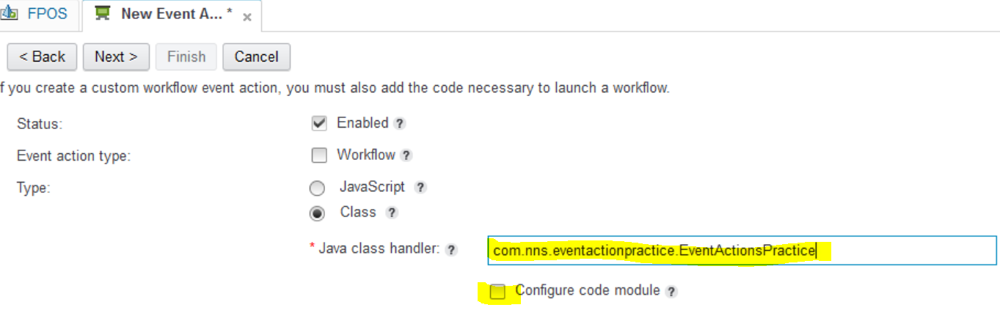 FPOS New Event A... * x
< Back Next > Finish Cancel
f you create a custom workflow event action, you must also add the code necessary to launch a workflow.
Status: Enabled ?
Event action type: Workflow ?
Type: JavaScript ?
Class ?
* Java class handler: ? com.nns.eventactionpractice.EventActionsPractice
Configure code module ?